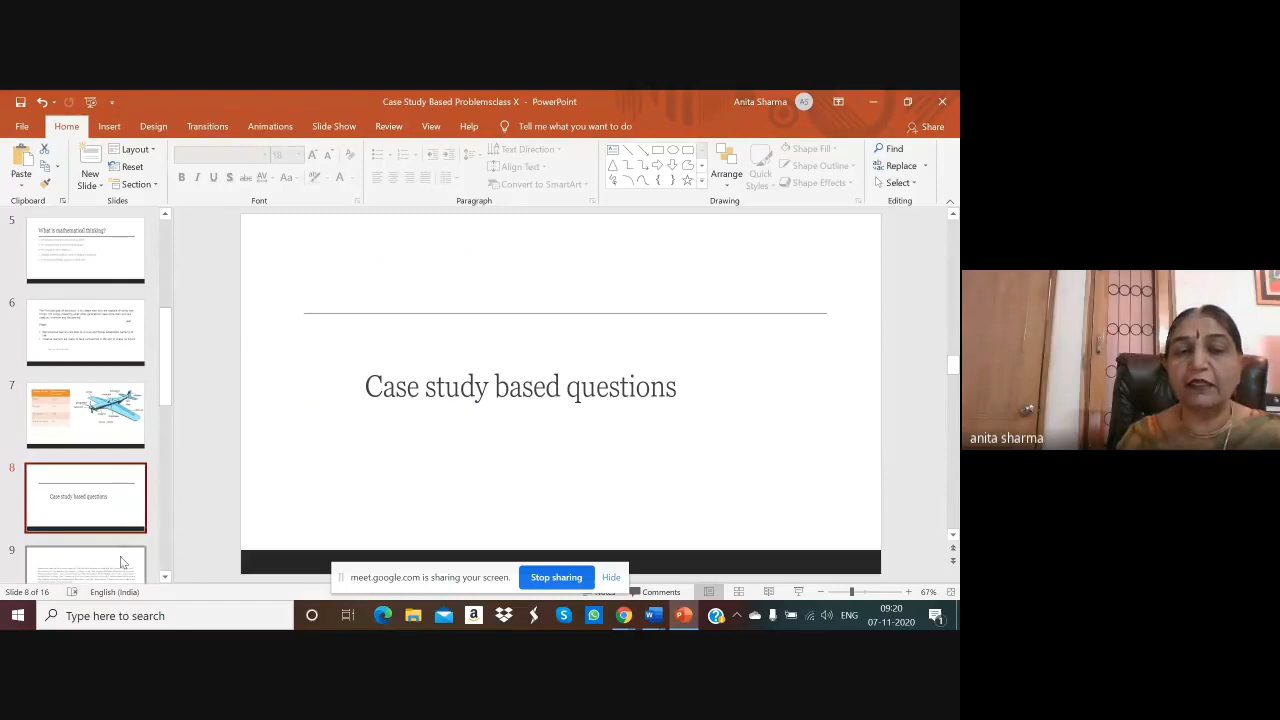 Case Study Based Problemsclass X - PowerPoint
Anita Sharma
AS
File Home Insert Design Transitions Animations Slide Show Review View Help Tell me what you want to do
Share
Paste
New
Slide
Layout
Reset
Section
18
Text Direction
Align Text
Convert to SmartArt
Arrange
Quick
Styles
Shape Fill
Shape Outline
Shape Effects
Find
Replace
Select
Clipboard
Slides
Font
Paragraph
Drawing
Editing
5
What is mathematical thinking?
6
7
8
Case study based questions
9
Case study based questions
anita sharma
meet.google.com is sharing your screen.
Stop sharing
Hide
Slide 8 of 16
English (India)
Notes
Comments
67%
Type here to search
ENG
09:20
07-11-2020
1